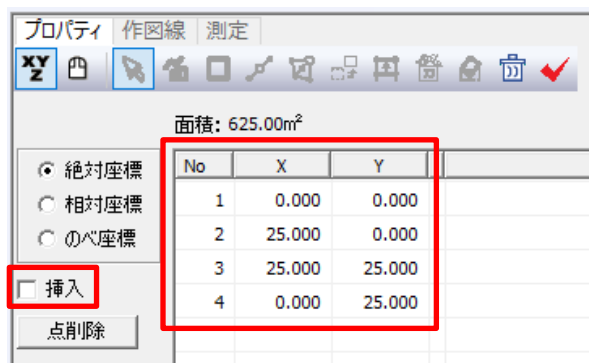 プロパティ 作図線 測定
XY
Z
面積: 625.00m²
絶対座標
相対座標
のべ座標
挿入
点削除
No X Y
1 0.000 0.000
2 25.000 0.000
3 25.000 25.000
4 0.000 25.000